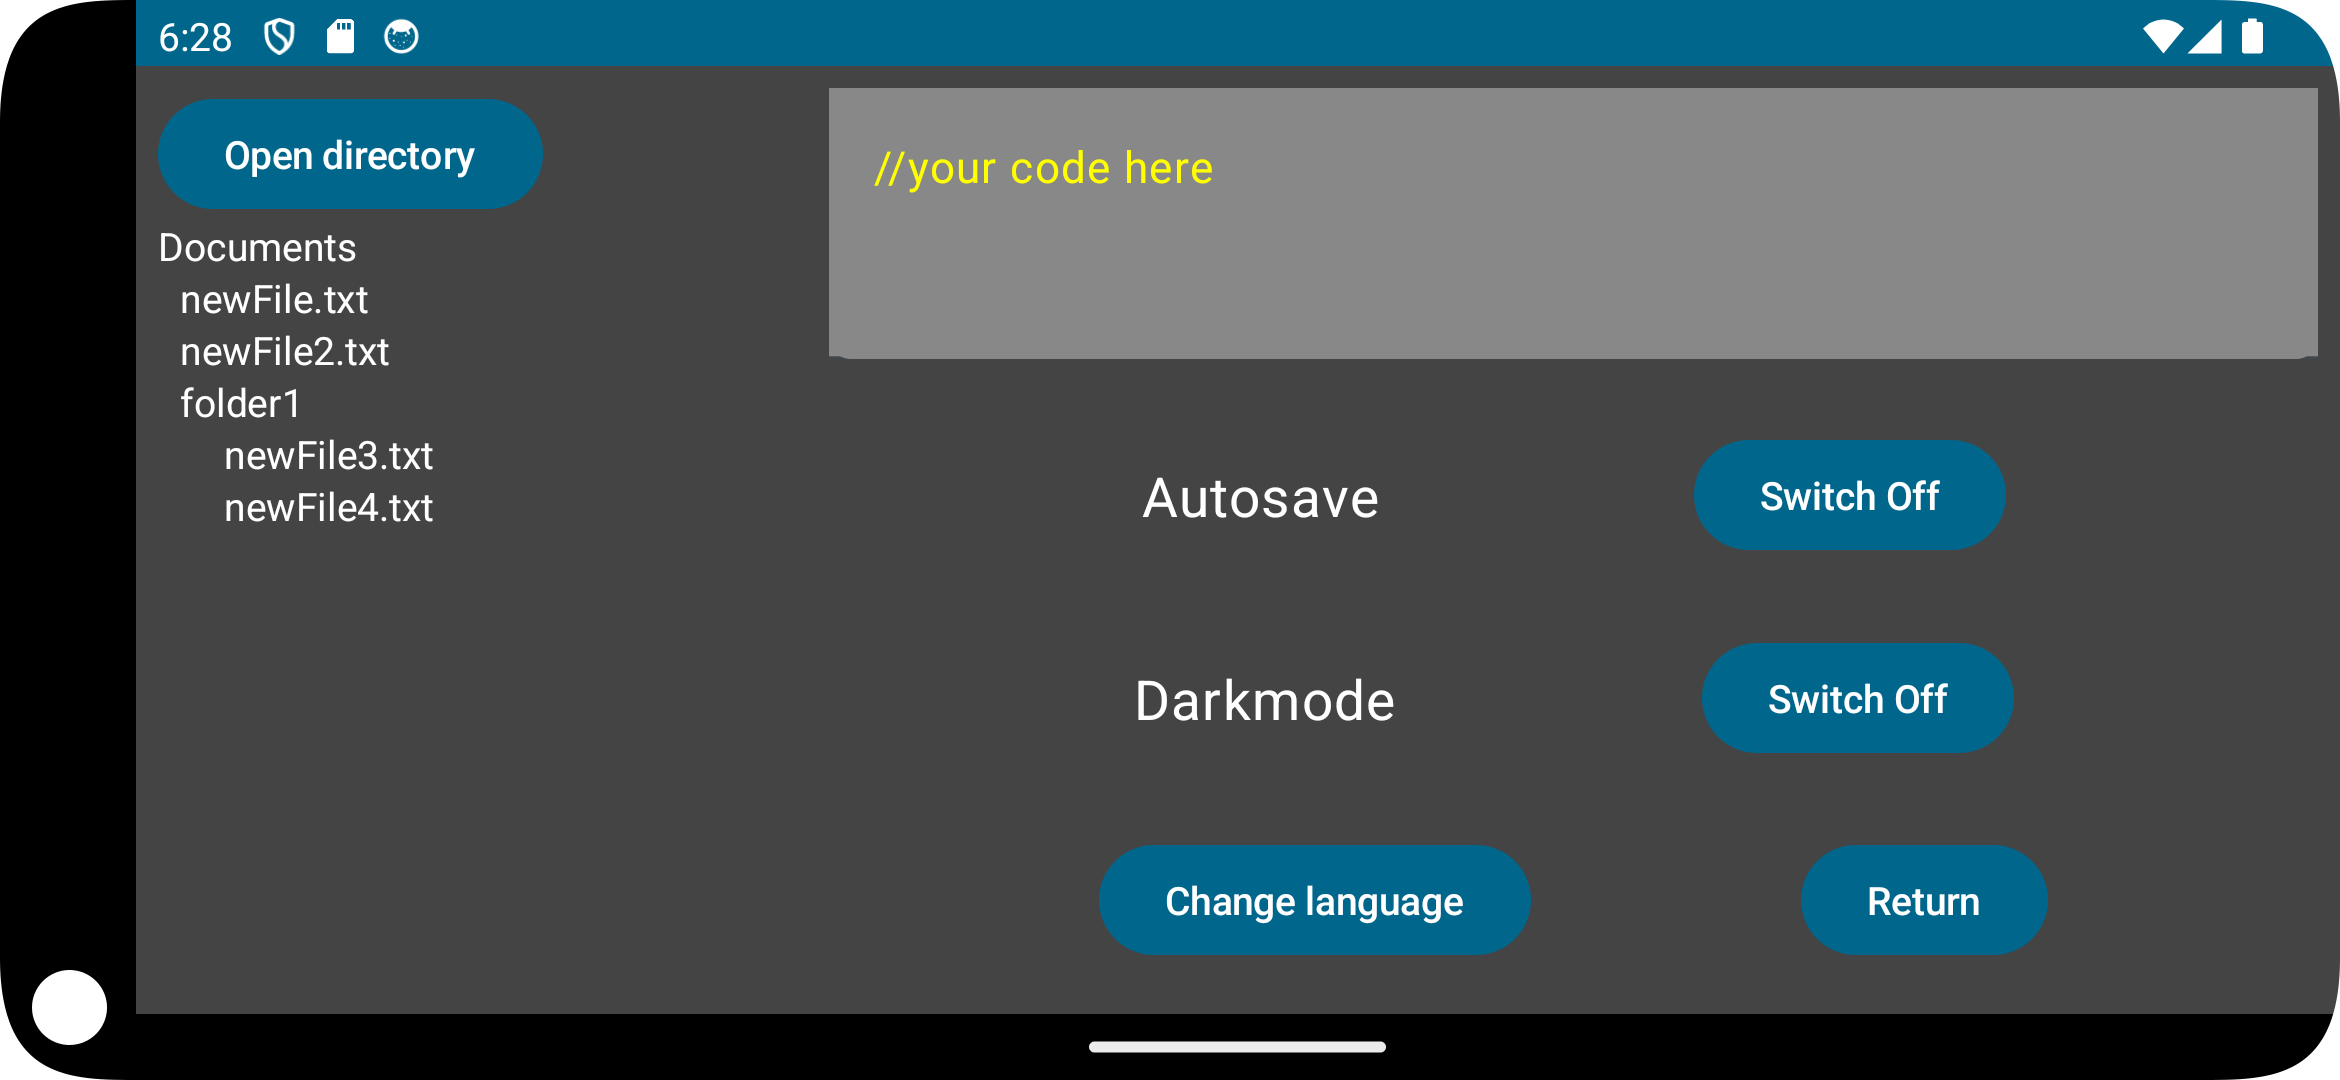 6:28
Open directory
Documents
newFile.txt
newFile2.txt
folder1
newFile3.txt
newFile4.txt
//your code here
Autosave
Switch Off
Darkmode
Switch Off
Change language
Return